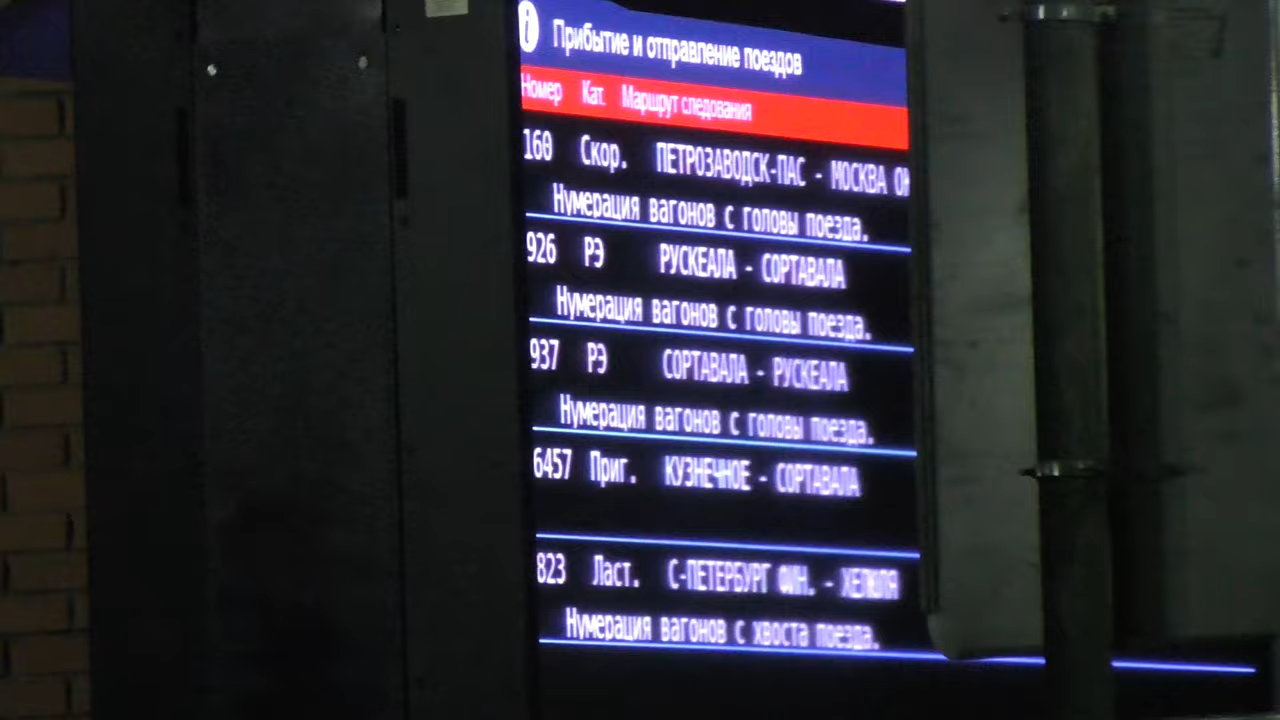 i Прибытие и отправление поездов
Номер Кат. Маршрут следования
160 Скор. ПЕТРОЗАВОДСК-ПАС - МОСКВА ОК
Нумерация вагонов с головы поезда.
926 РЭ РУСКЕАЛА - СОРТАВАЛА
Нумерация вагонов с головы поезда.
937 РЭ СОРТАВАЛА - РУСКЕАЛА
Нумерация вагонов с головы поезда.
6457 Приг. КУЗНЕЧНОЕ - СОРТАВАЛА
823 Ласт. С-ПЕТЕРБУРГ ФИН. - ХЕЛЮЛЯ
Нумерация вагонов с хвоста поезда.